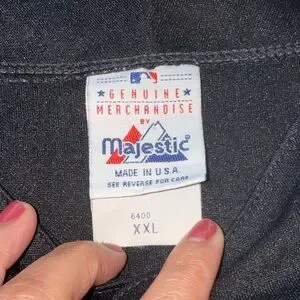 ★ GENUINE ★
MERCHANDISE
BY
Majestic®
MADE IN U.S.A.
SEE REVERSE FOR CARE
6400
XXL